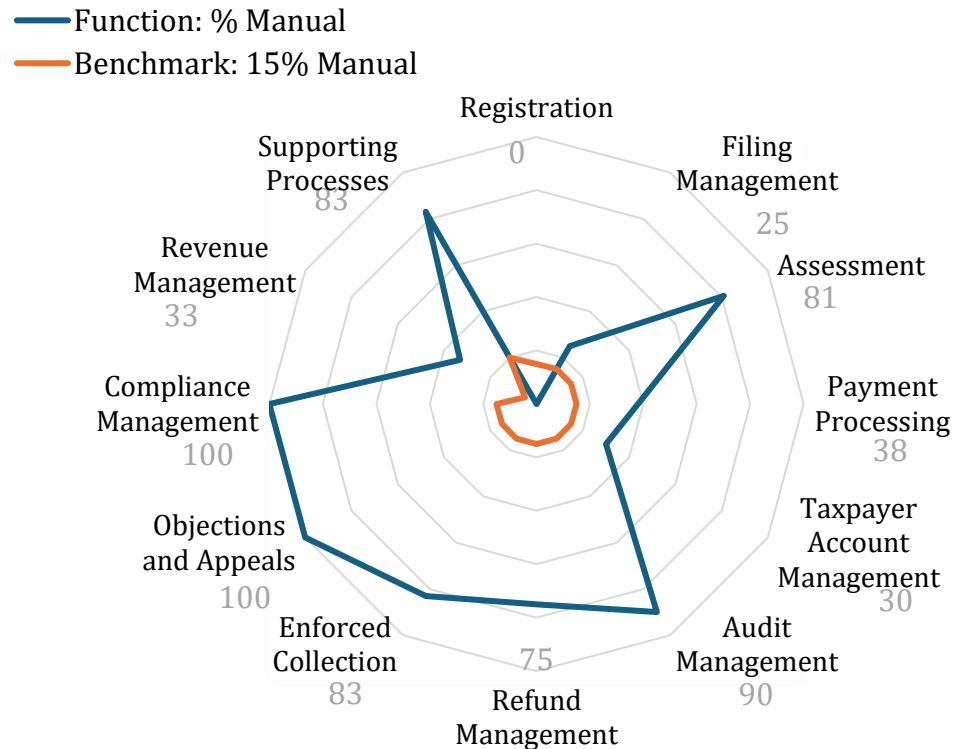 Function: % Manual
Benchmark: 15% Manual
Registration
0
Filing
Management
25
Assessment
81
Payment
Processing
38
Taxpayer
Account
Management
30
Audit
Management
90
75
Refund
Management
Enforced
Collection
83
Objections
and Appeals
100
Compliance
Management
100
Revenue
Management
33
Supporting
Processes
83